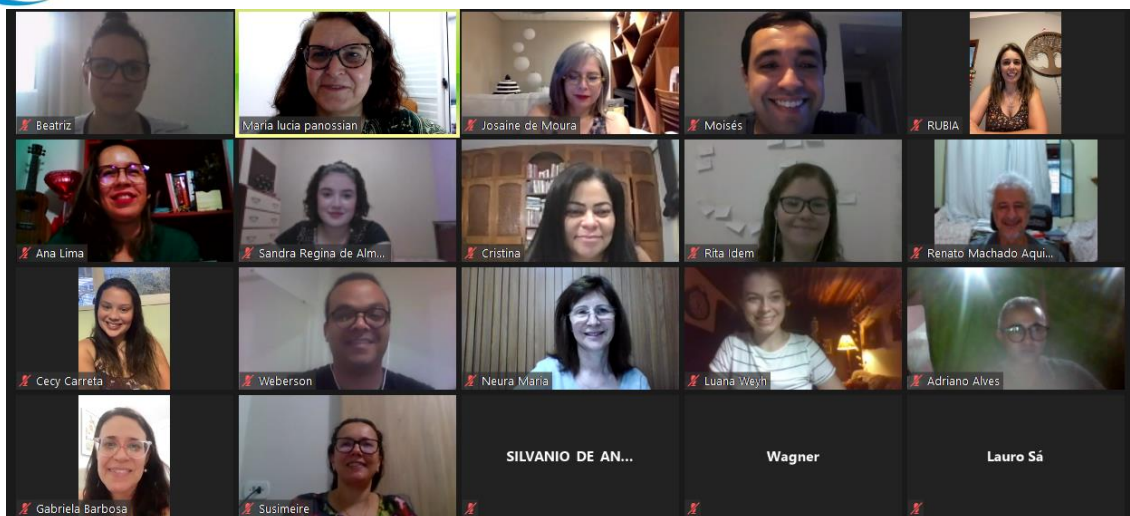 Beatriz
Maria lucia panossian
Josaine de Moura
Moisés
RUBIA
Ana Lima
Sandra Regina de Alm...
Cristina
Rita Idem
Renato Machado Aqui...
Cecy Carreta
Weberson
Neura Maria
Luana Weyh
Adriano Alves
Gabriela Barbosa
Susimeire
SILVANIO DE AN...
Wagner
Lauro Sá